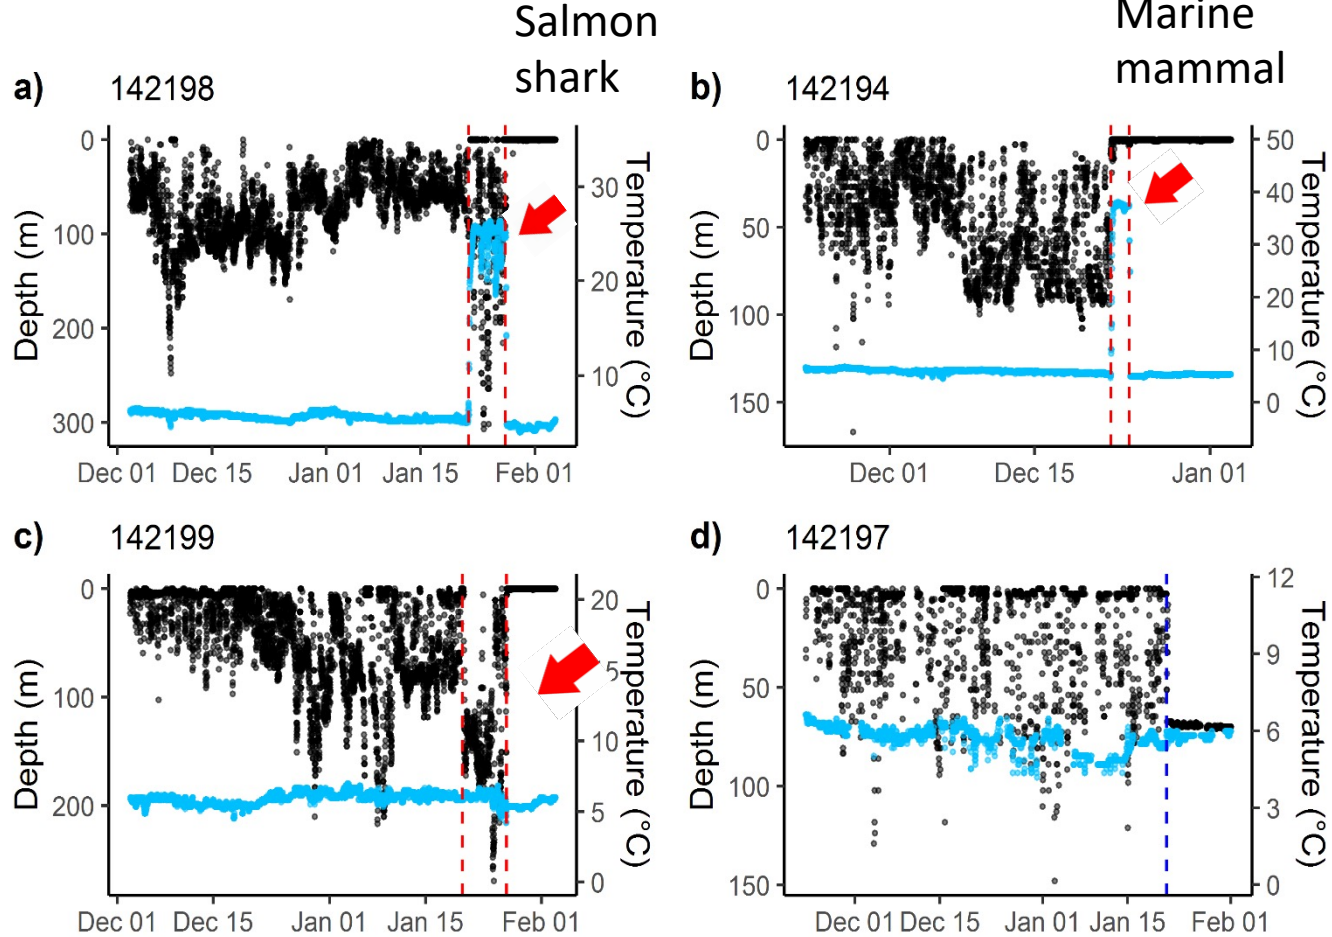 Salmon
shark
Marine
mammal
a) 142198
0
100
200
300
Depth (m)
30
20
10
Temperature (°C)
Dec 01 Dec 15 Jan 01 Jan 15 Feb 01
b) 142194
0
50
100
150
Depth (m)
50
40
30
20
10
0
Temperature (°C)
Dec 01 Dec 15 Jan 01
c) 142199
0
100
200
Depth (m)
20
5
10
5
0
Temperature (°C)
Dec 01 Dec 15 Jan 01 Jan 15 Feb 01
d) 142197
0
50
100
150
Depth (m)
12
9
6
3
0
Temperature (°C)
Dec 01 Dec 15 Jan 01 Jan 15 Feb 01